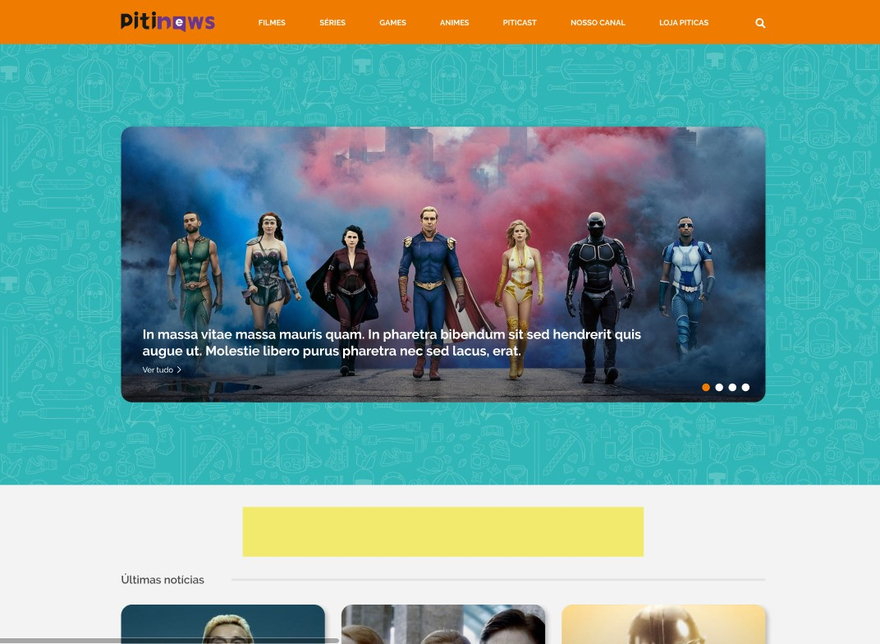 Pitinews
FILMES
SÉRIES
GAMES
ANIMES
PITICAST
NOSSO CANAL
LOJA PITICAS
In massa vitae massa mauris quam. In pharetra bibendum sit sed hendrerit quis
augue ut. Molestie libero purus pharetra nec sed lacus, erat.
Ver tudo
Últimas notícias